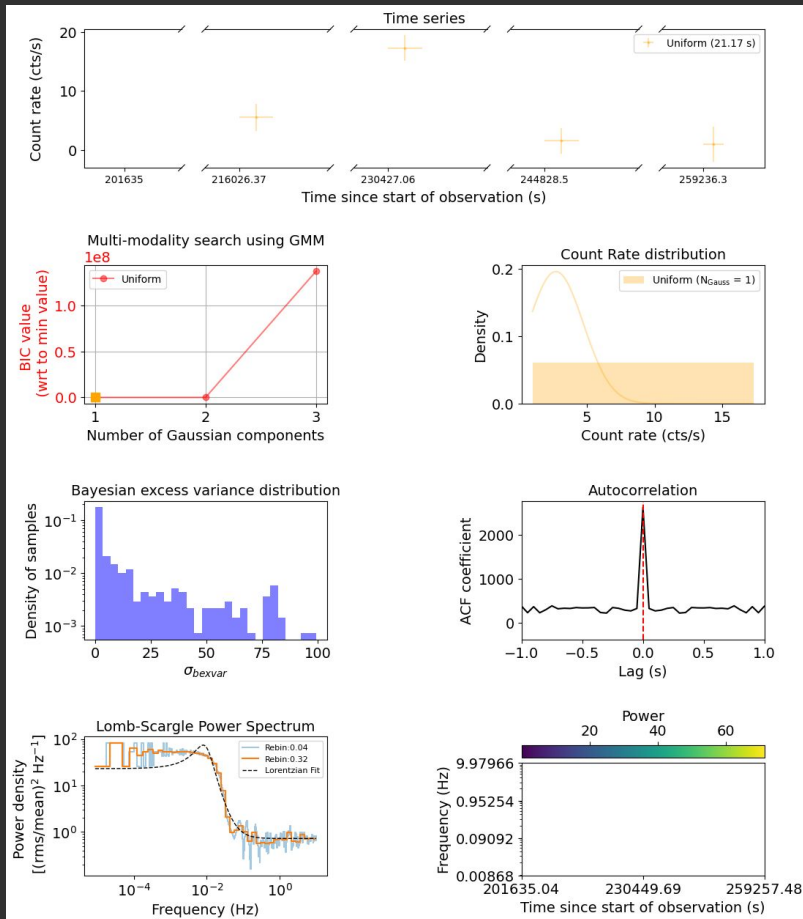 Time series
20
10
0
Count rate (cts/s)
Uniform (21.17 s)
201635
216026.37
230427.06
244828.5
259236.3
Time since start of observation (s)
Multi-modality search using GMM
1e8
1.0
0.5
0.0
BIC value
(wrt to min value)
Uniform
1
2
3
Number of Gaussian components
Count Rate distribution
0.2
0.1
0.0
Density
Uniform (N_Gauss = 1)
5
10
15
Count rate (cts/s)
Bayesian excess variance distribution
10⁻¹
10⁻²
10⁻³
Density of samples
0
25
50
75
100
σ_bexvar
Autocorrelation
2000
1000
0
ACF coefficient
−1.0
−0.5
0.0
0.5
1.0
Lag (s)
Lomb-Scargle Power Spectrum
10²
10¹
10⁰
Power density
[(rms/mean)² Hz⁻¹]
Rebin:0.04
Rebin:0.32
Lorentzian Fit
10⁻⁴
10⁻²
10⁰
Frequency (Hz)
Power
20
40
60
9.97966
0.95254
0.09092
0.00868
Frequency (Hz)
201635.04
230449.69
259257.48
Time since start of observation (s)